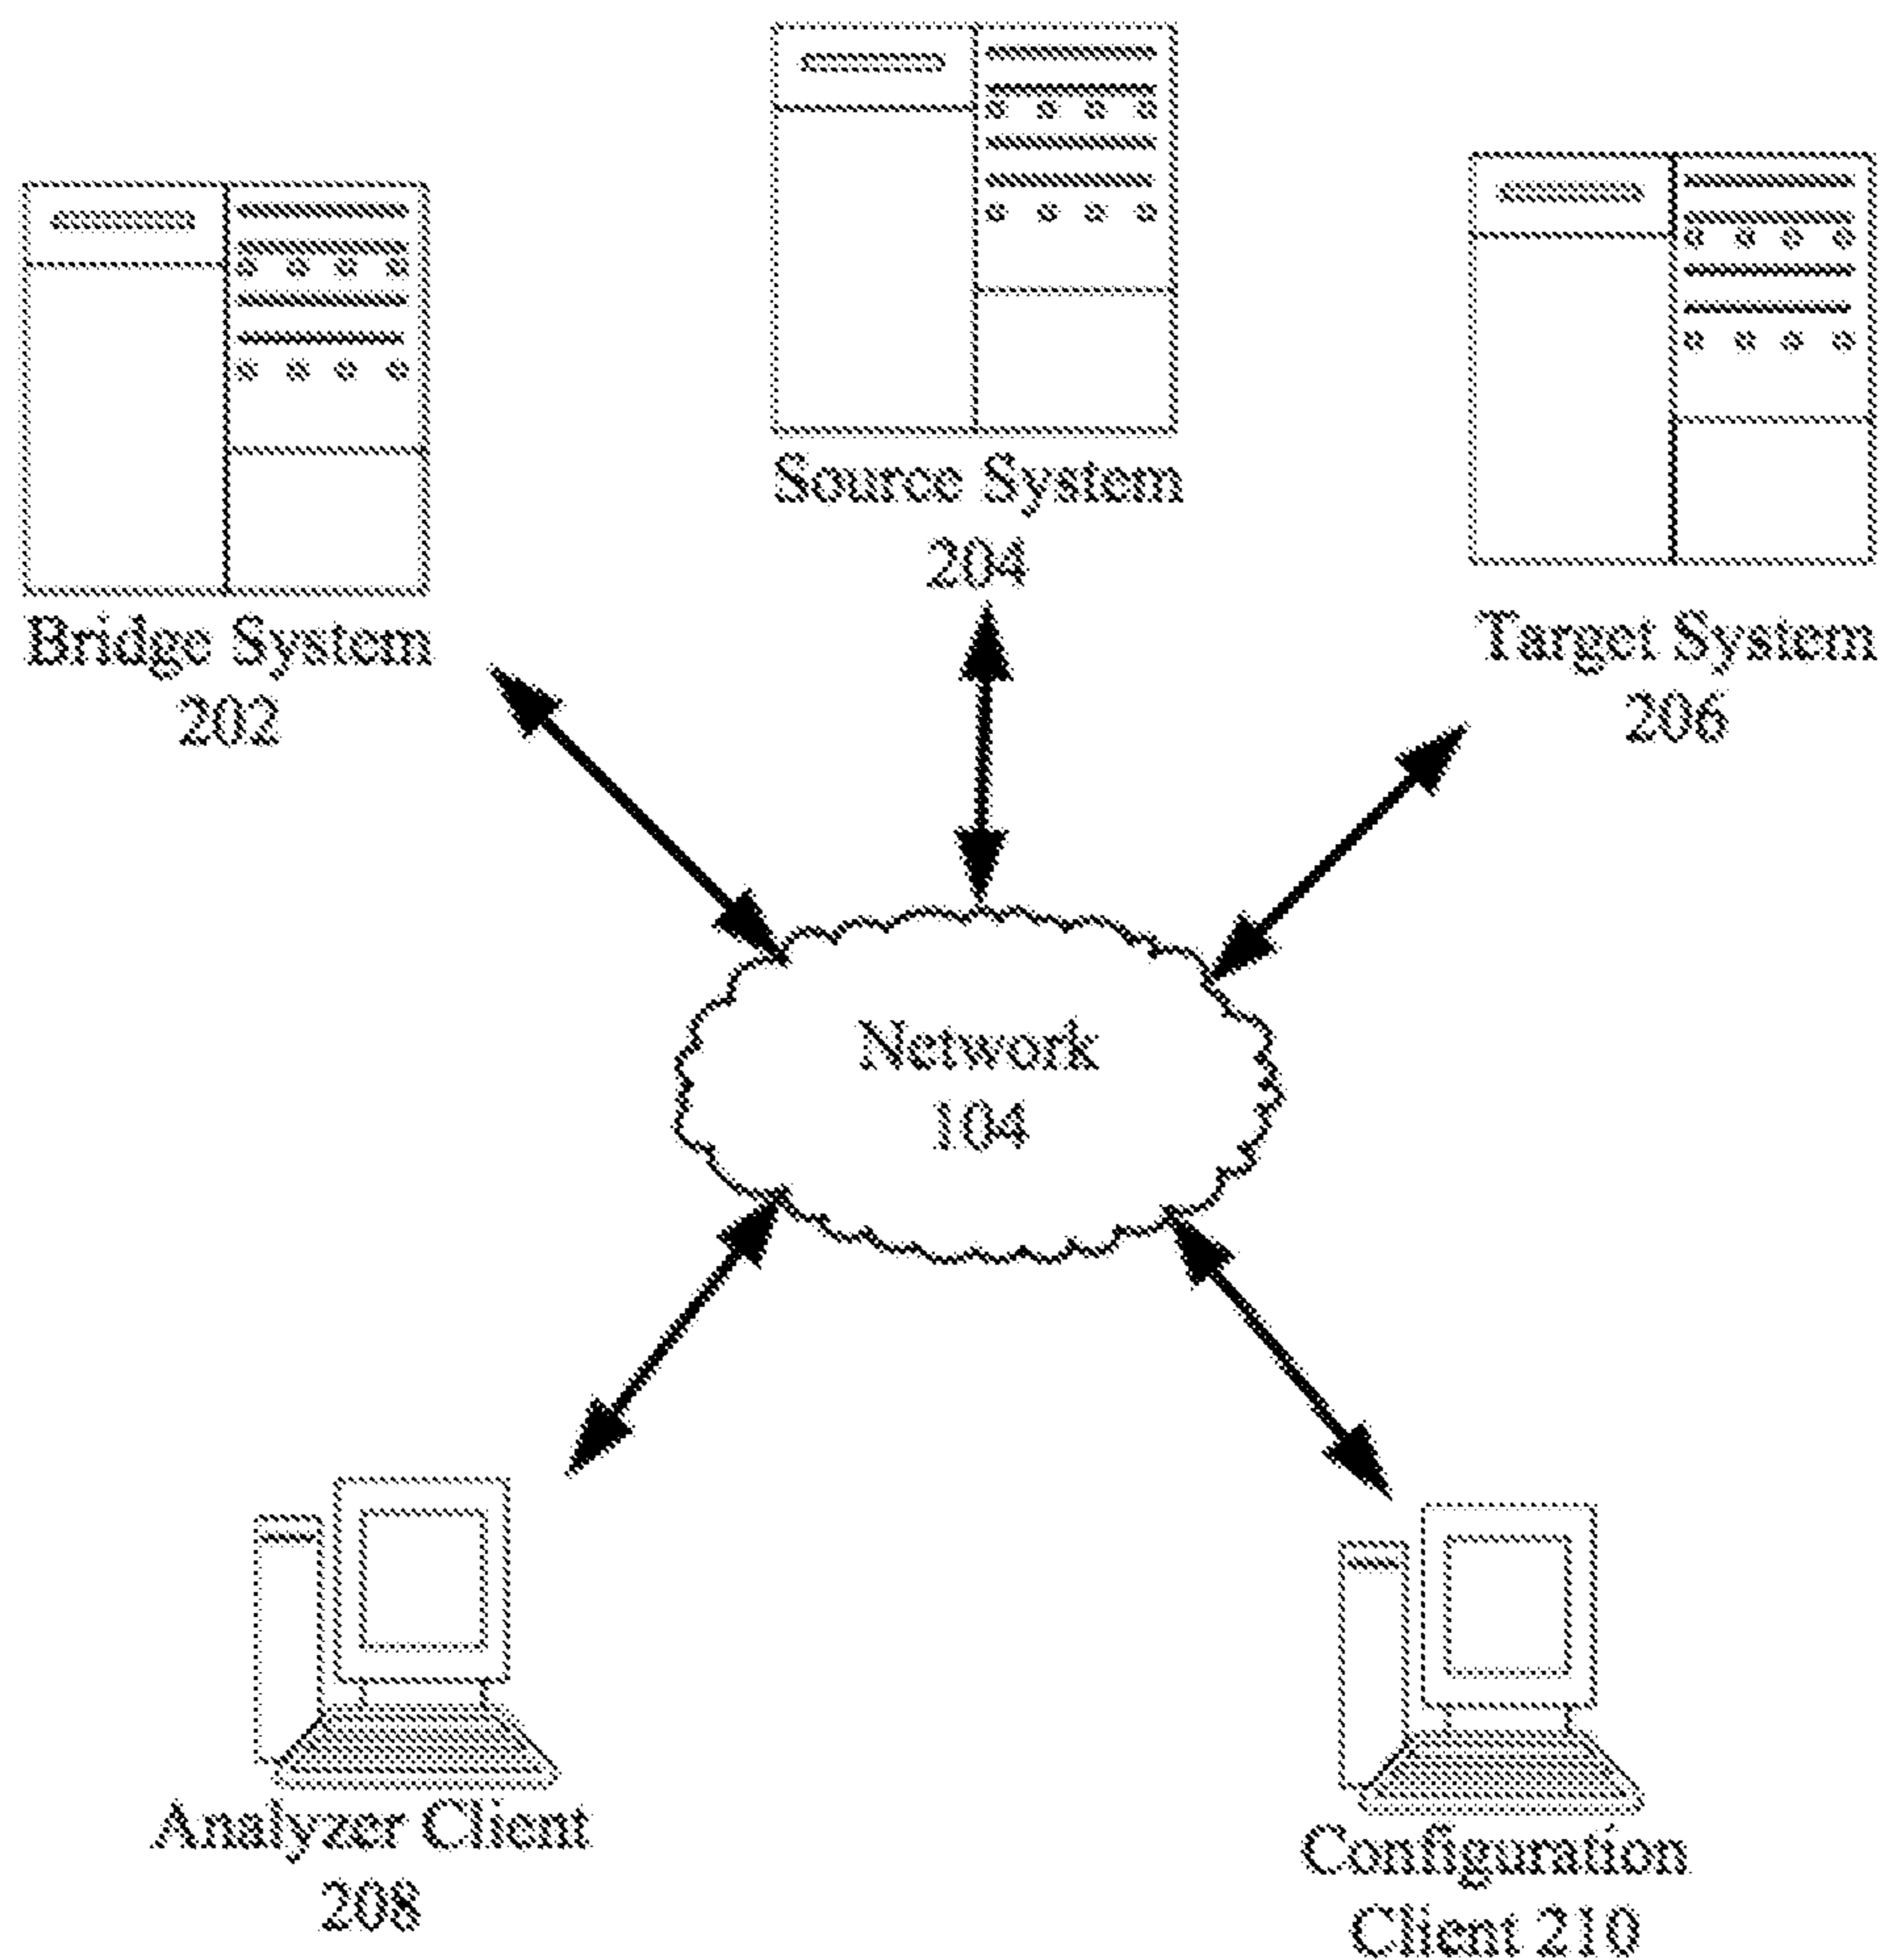 Source System
204
Bridge System
202
Target System
206
Network
104
Analyzer Client
208
Configuration
Client 210